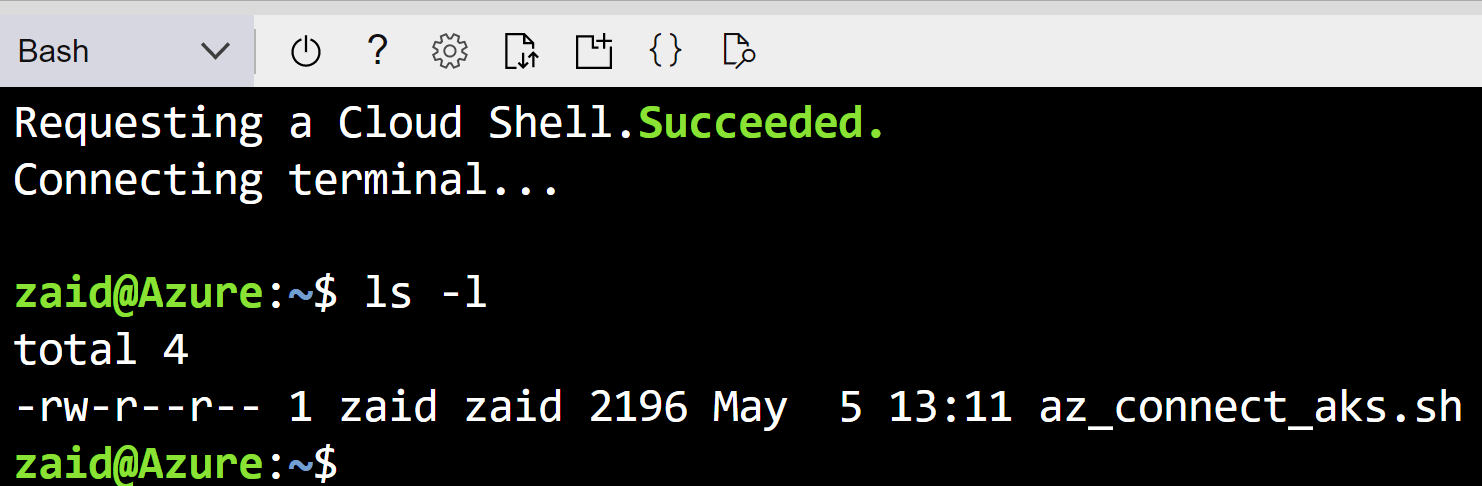 Bash ?  { }
Requesting a Cloud Shell.Succeeded.
Connecting terminal...
zaid@Azure:~$ ls -l
total 4
-rw-r--r-- 1 zaid zaid 2196 May  5 13:11 az_connect_aks.sh
zaid@Azure:~$